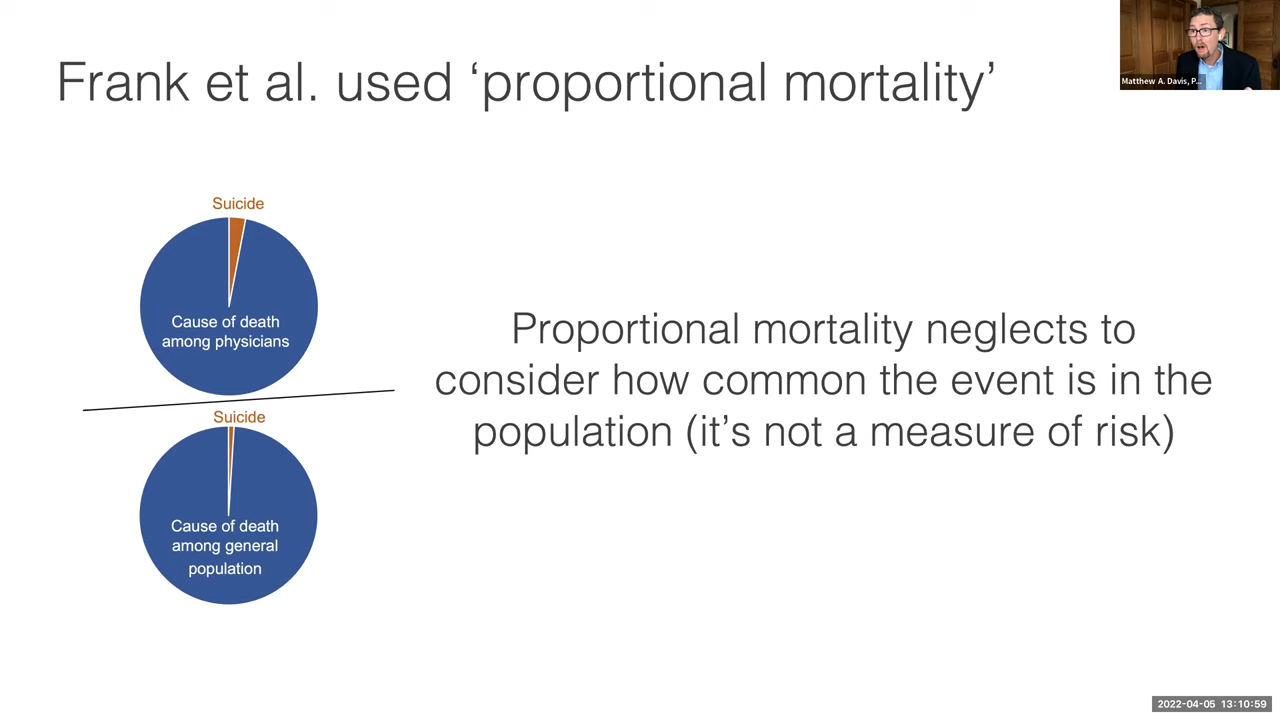 Frank et al. used ‘proportional mortality’
Matthew A. Davis, P...
Suicide
Cause of death
among physicians
Suicide
Cause of death
among general
population
Proportional mortality neglects to
consider how common the event is in the
population (it’s not a measure of risk)
2022-04-05 13:10:59